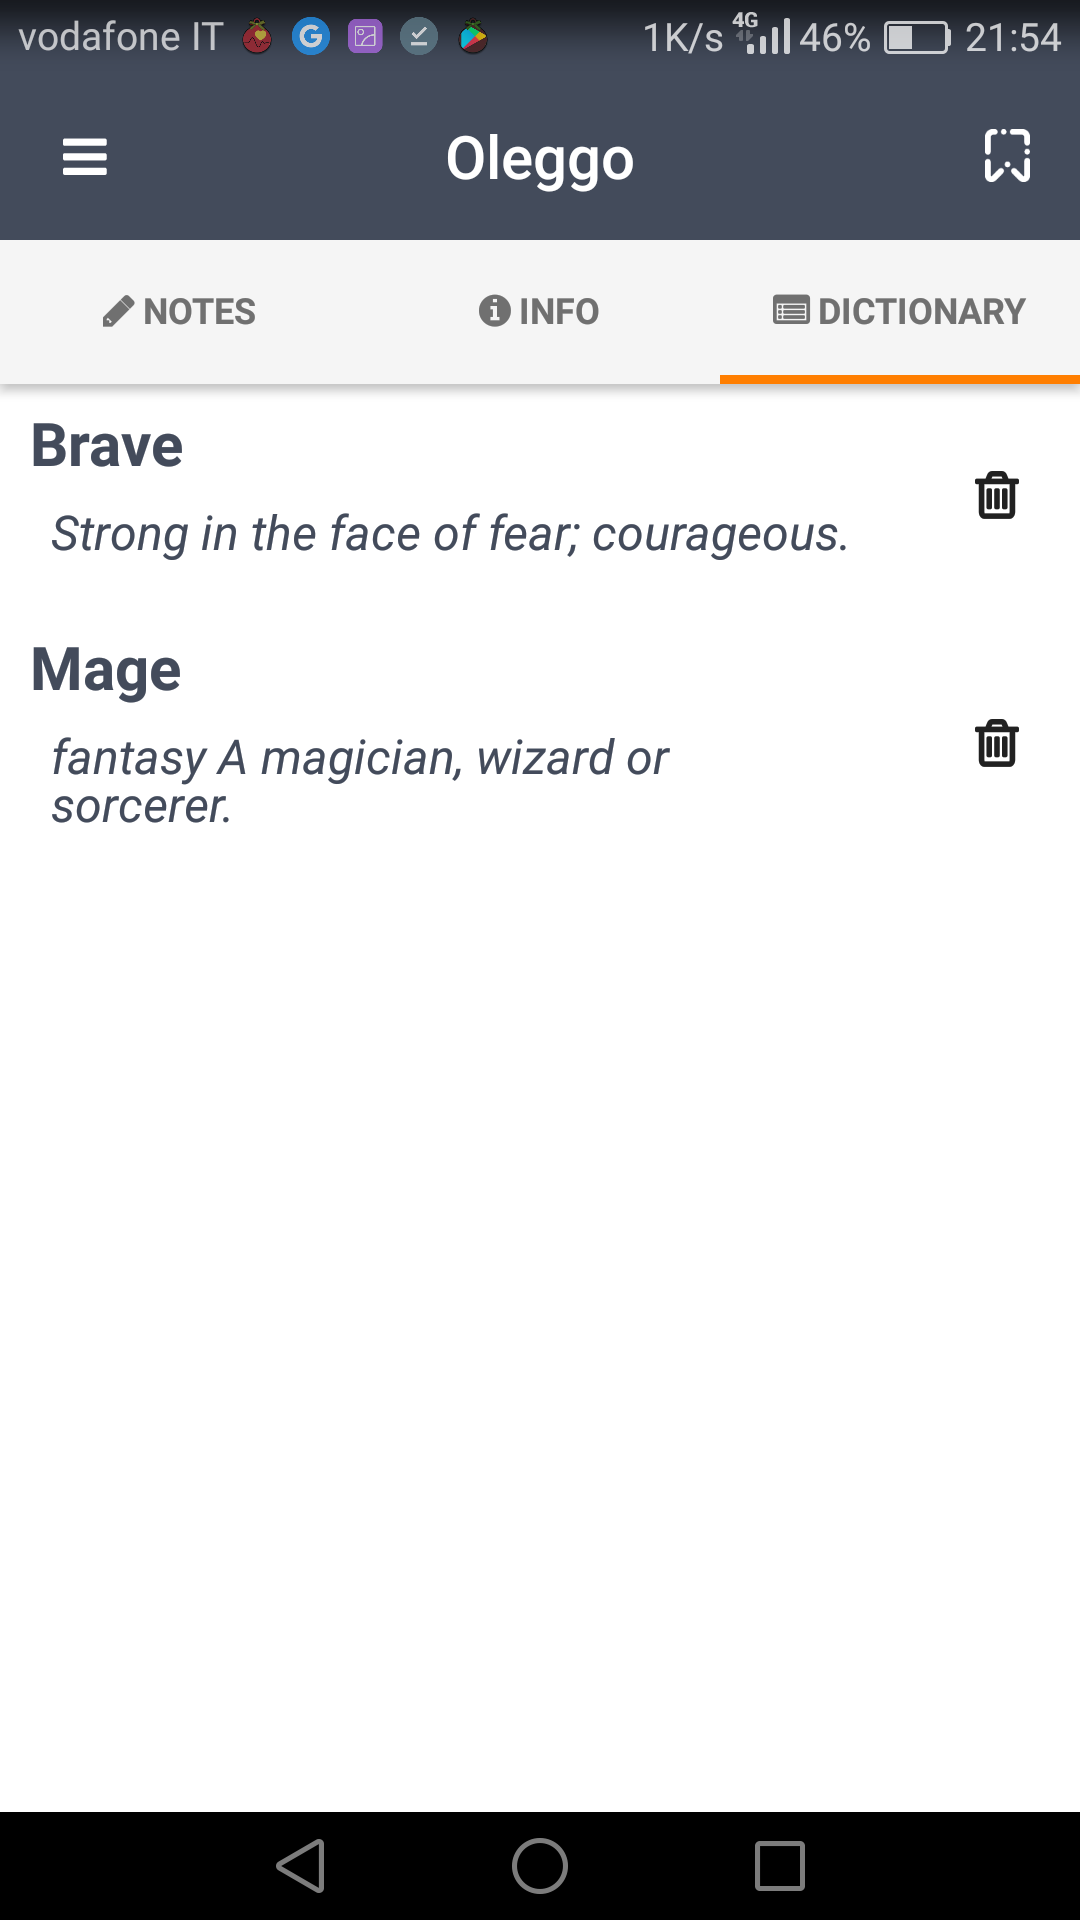 vodafone IT 1K/s 4G 46% 21:54
Oleggo
NOTES INFO DICTIONARY
Brave
Strong in the face of fear; courageous.
Mage
fantasy A magician, wizard or
sorcerer.